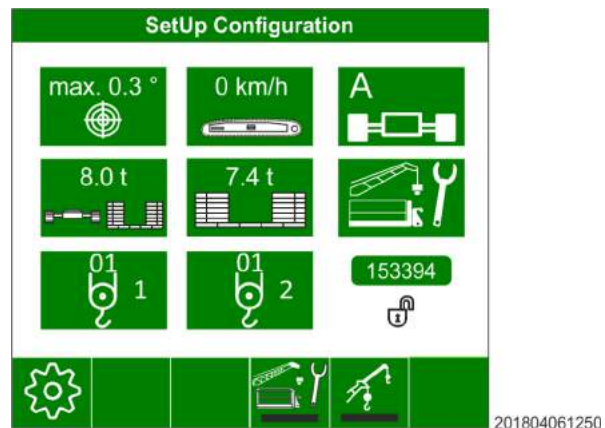 SetUp Configuration
max. 0.3 °
0 km/h
A
8.0 t
7.4 t
01
1
01
2
153394
201804061250